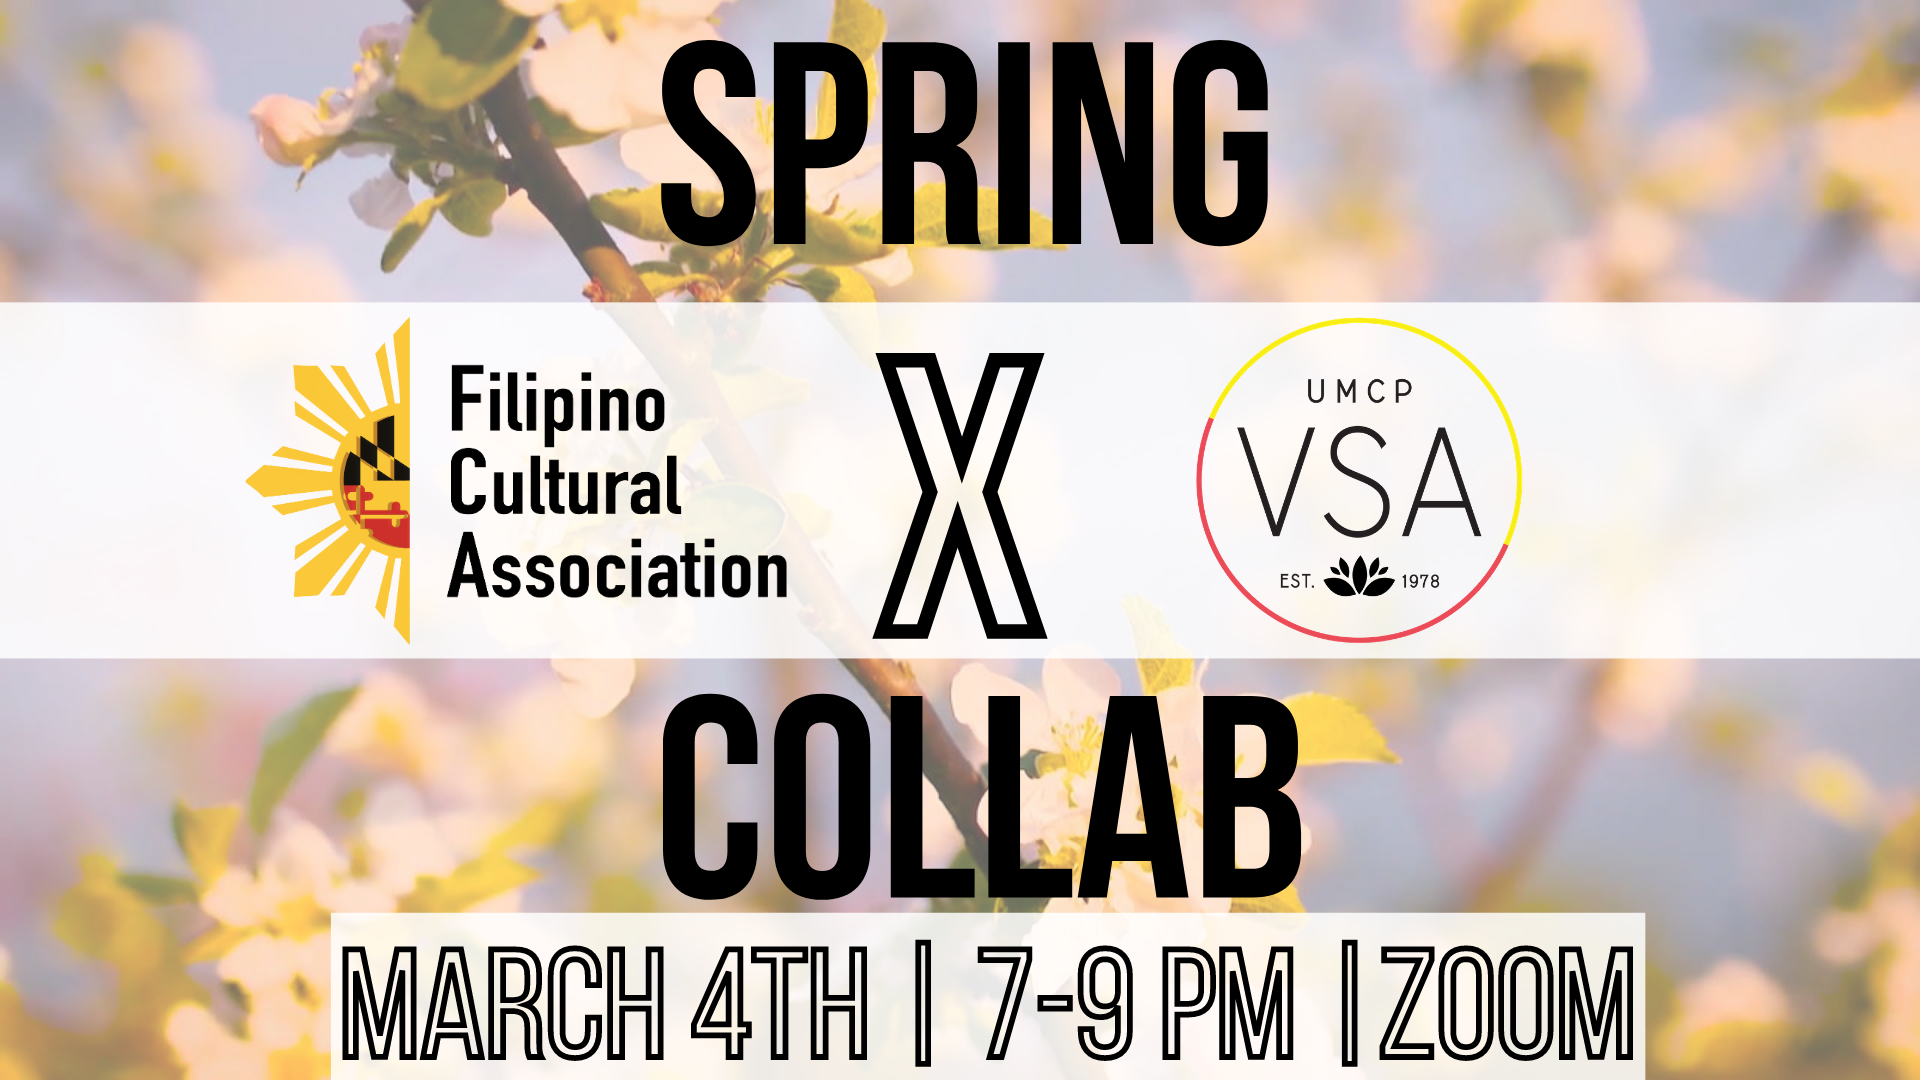 SPRING
Filipino
Cultural
Association
X
UMCP
VSA
EST. 1978
COLLAB
MARCH 4TH | 7-9 PM | ZOOM